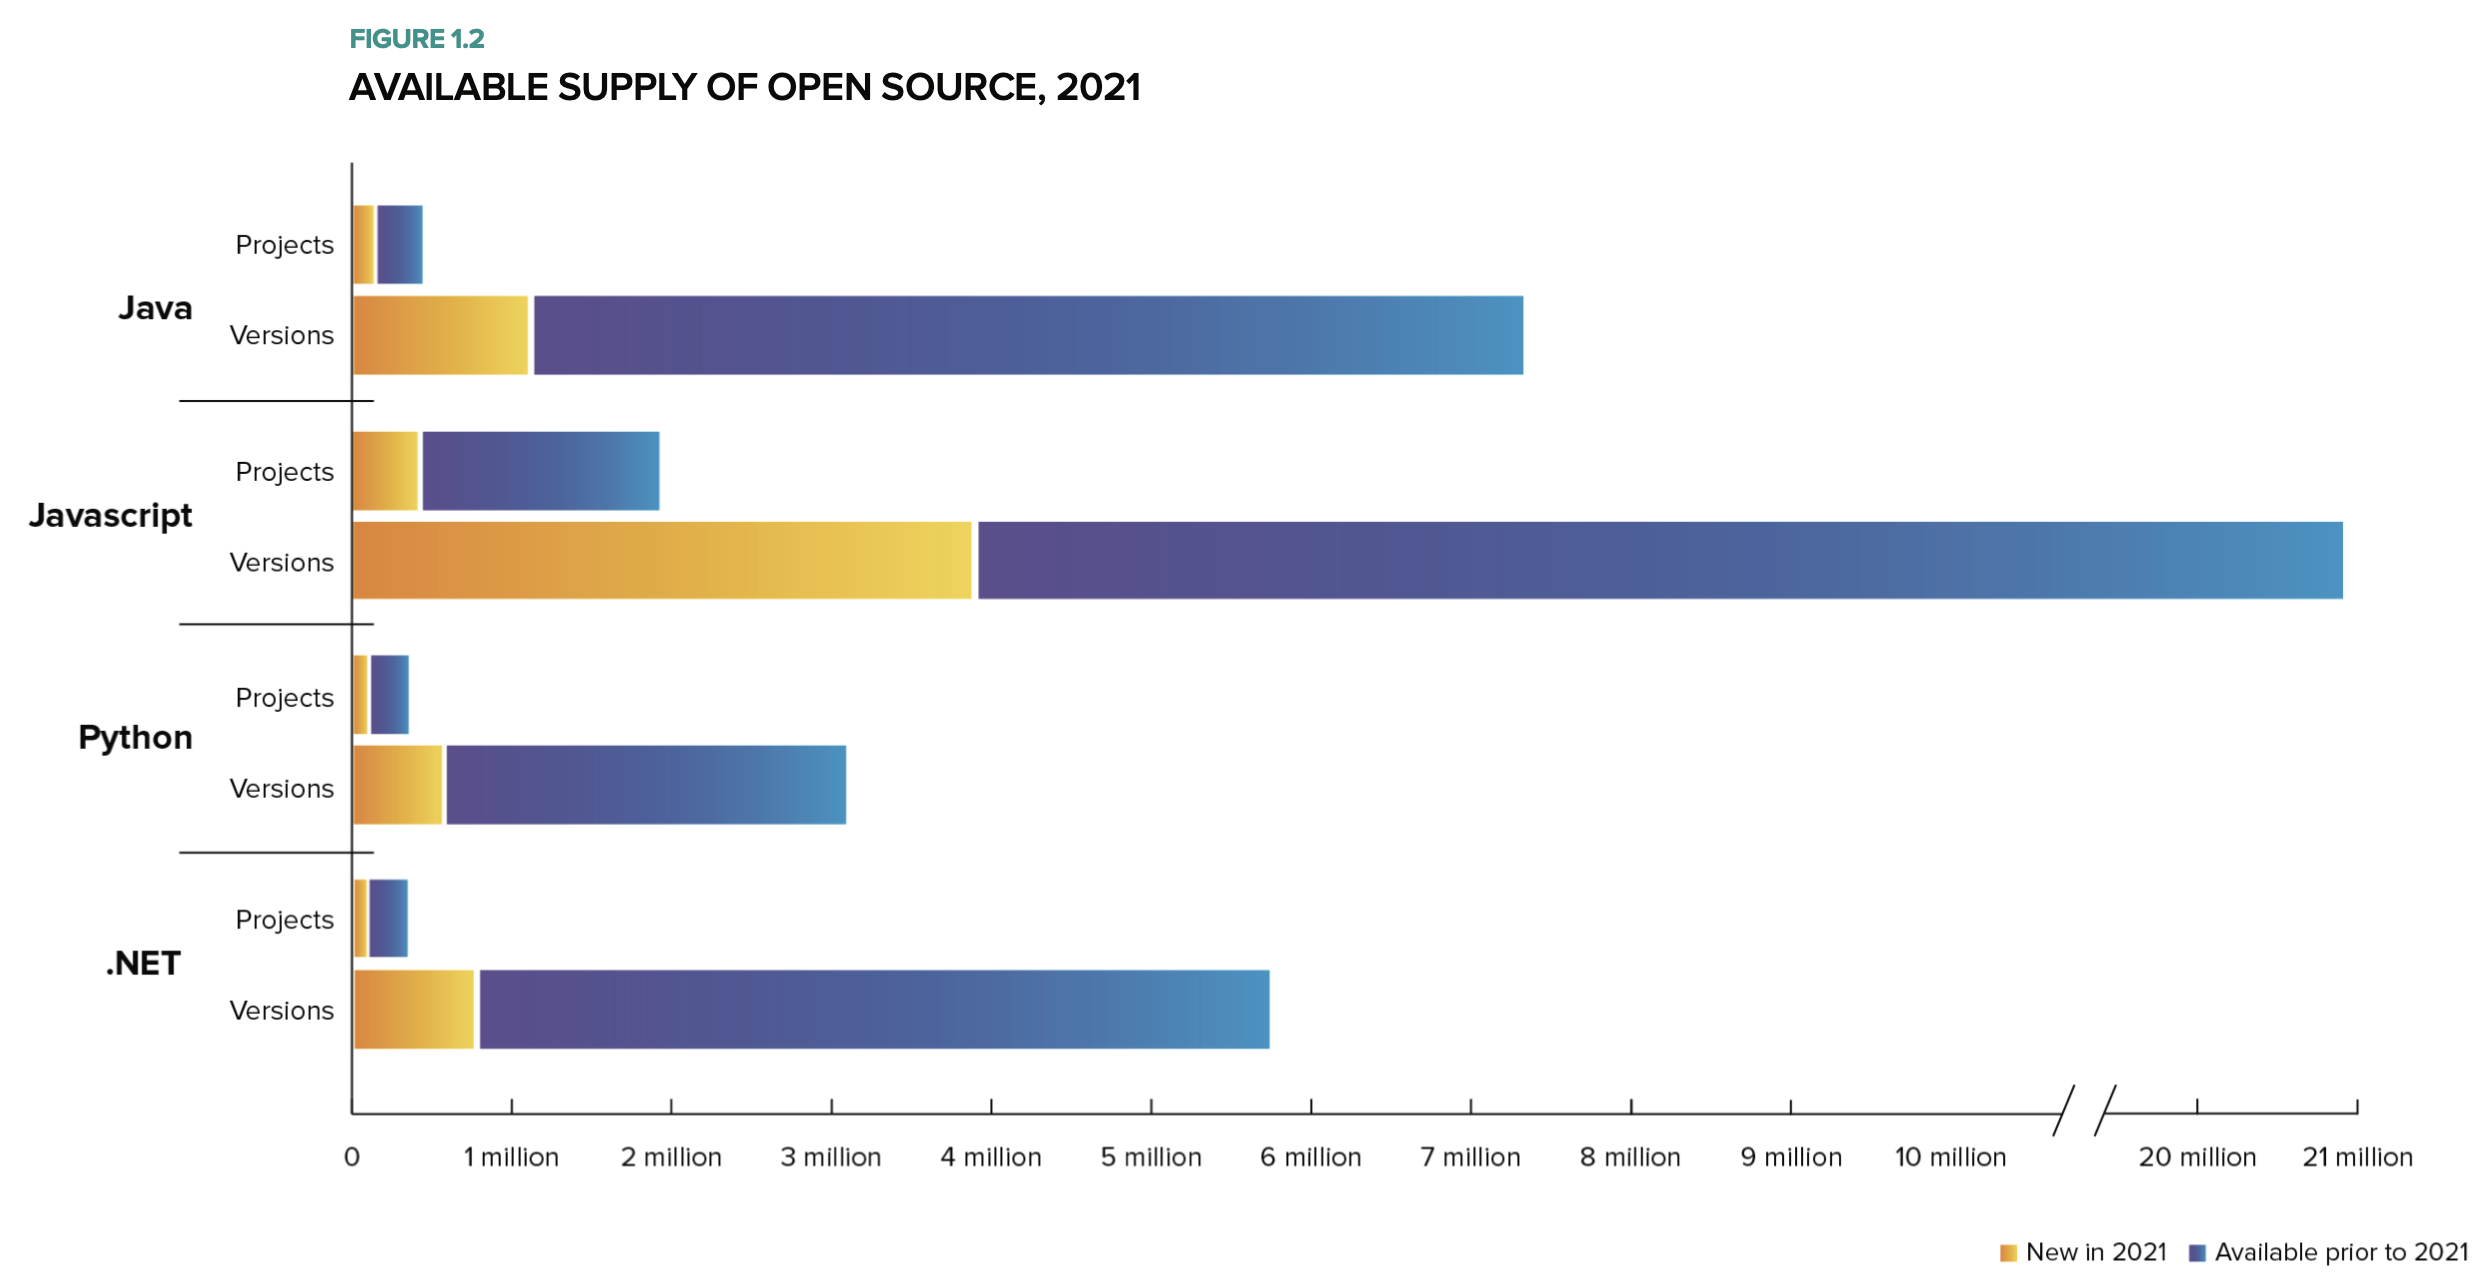 FIGURE 1.2
AVAILABLE SUPPLY OF OPEN SOURCE, 2021
Java
Projects
Versions
Javascript
Projects
Versions
Python
Projects
Versions
.NET
Projects
Versions
0 1 million 2 million 3 million 4 million 5 million 6 million 7 million 8 million 9 million 10 million 20 million 21 million
New in 2021 Available prior to 2021